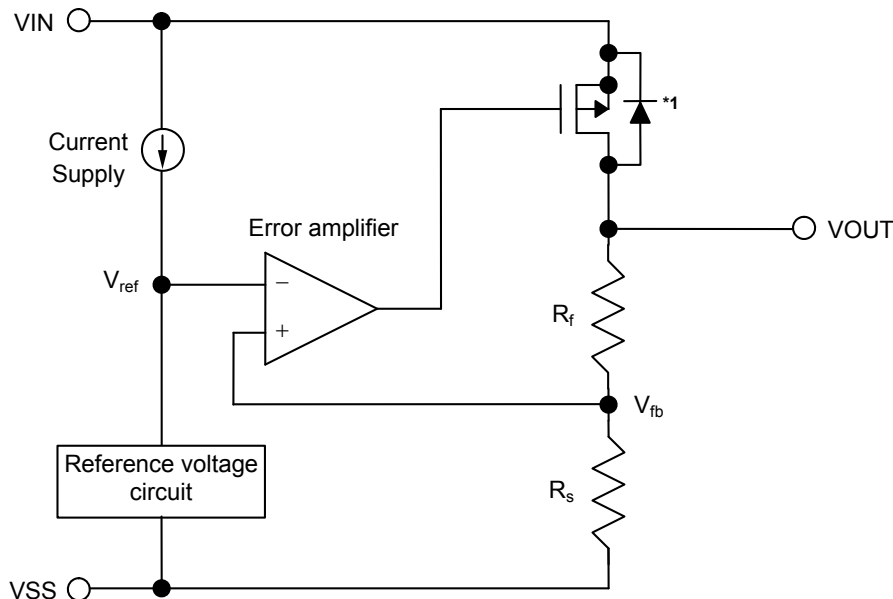 VIN
*1
Current
Supply
Error amplifier
VOUT
Vref
−
+
Rf
Vfb
Reference voltage
circuit
Rs
VSS